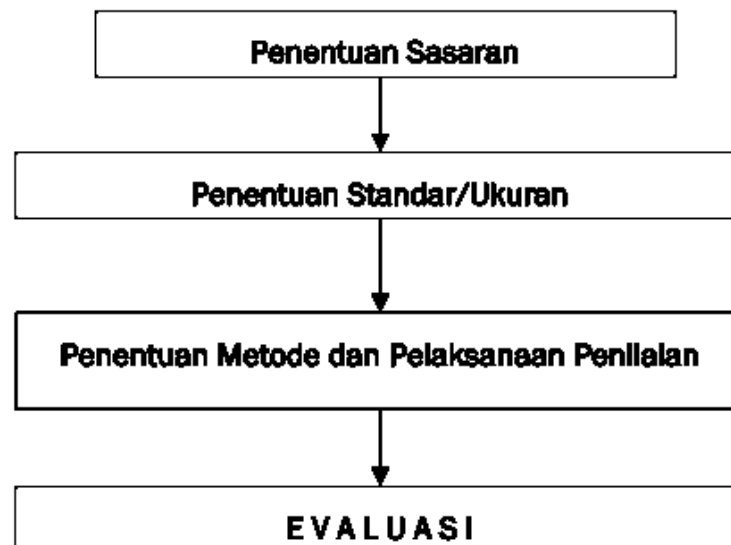 Penentuan Sasaran
Penentuan Standar/Ukuran
Penentuan Metode dan Pelaksanaan Penilaian
EVALUASI